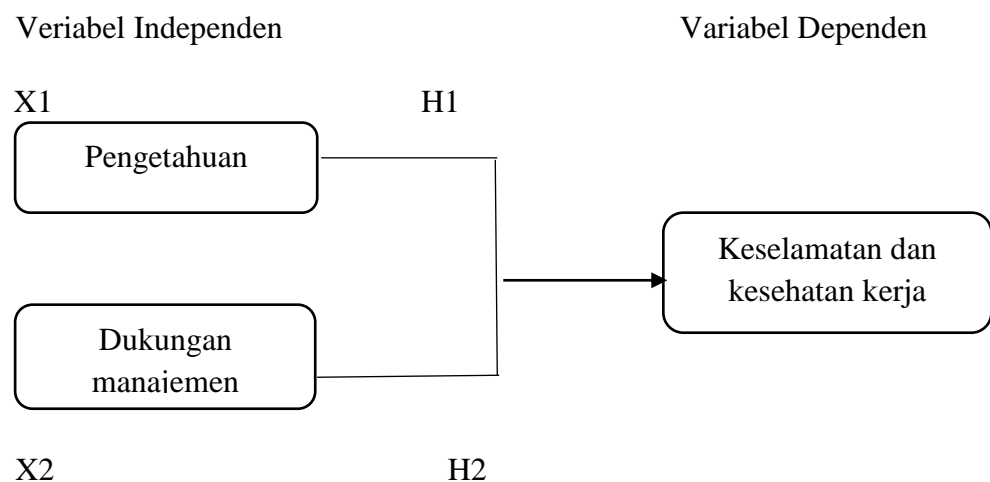 Veriabel Independen
Variabel Dependen
X1
H1
Pengetahuan
Keselamatan dan
kesehatan kerja
Dukungan
manajemen
X2
H2